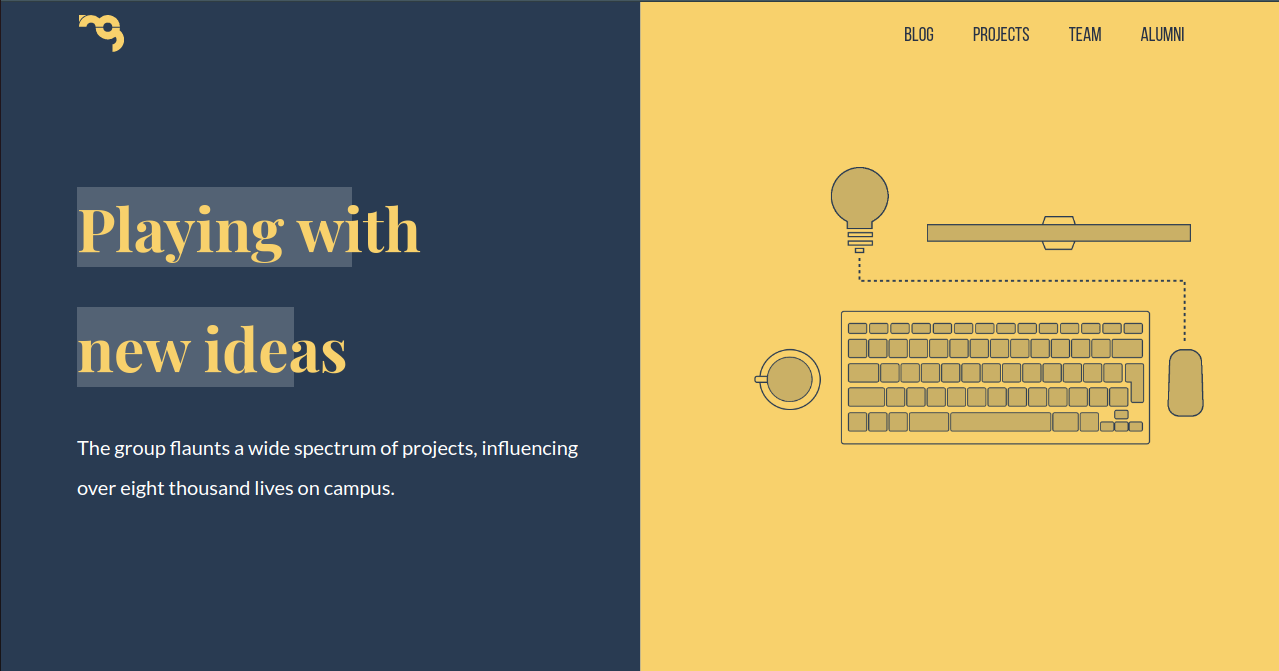 BLOG PROJECTS TEAM ALUMNI
Playing with
new ideas
The group flaunts a wide spectrum of projects, influencing
over eight thousand lives on campus.